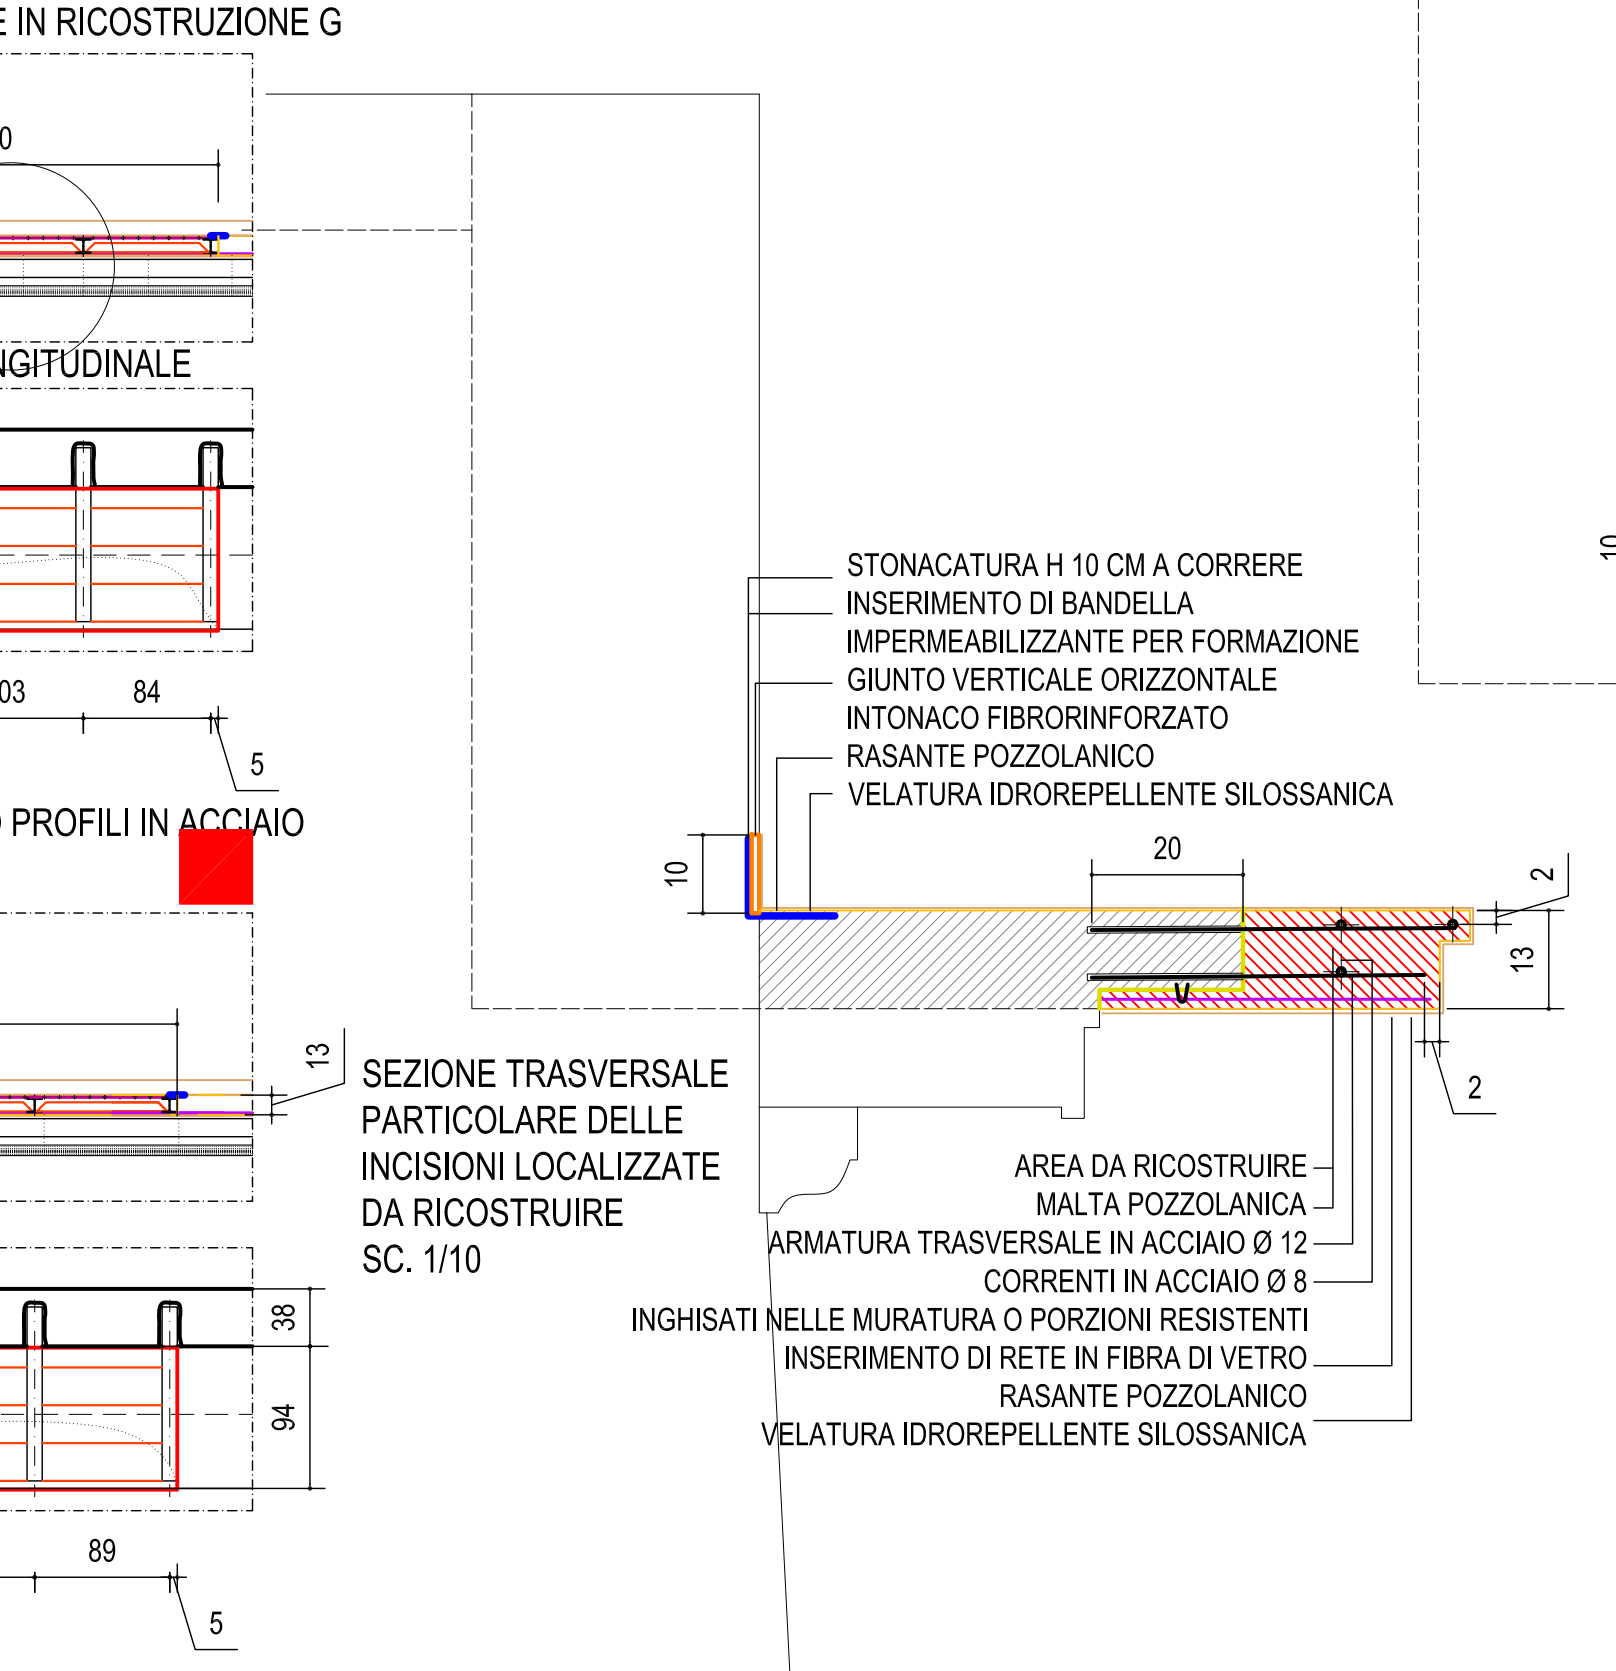 E IN RICOSTRUZIONE G
0
NGITUDINALE
03
84
5
O PROFILI IN ACCIAIO
13
38
94
89
5
STONACATURA H 10 CM A CORRERE
INSERIMENTO DI BANDELLA
IMPERMEABILIZZANTE PER FORMAZIONE
GIUNTO VERTICALE ORIZZONTALE
INTONACO FIBRORINFORZATO
RASANTE POZZOLANICO
VELATURA IDROREPELLENTE SILOSSANICA
10
20
2
13
2
10
SEZIONE TRASVERSALE
PARTICOLARE DELLE
INCISIONI LOCALIZZATE
DA RICOSTRUIRE
SC. 1/10
AREA DA RICOSTRUIRE
MALTA POZZOLANICA
ARMATURA TRASVERSALE IN ACCIAIO Ø 12
CORRENTI IN ACCIAIO Ø 8
INGHISATI NELLE MURATURA O PORZIONI RESISTENTI
INSERIMENTO DI RETE IN FIBRA DI VETRO
RASANTE POZZOLANICO
VELATURA IDROREPELLENTE SILOSSANICA